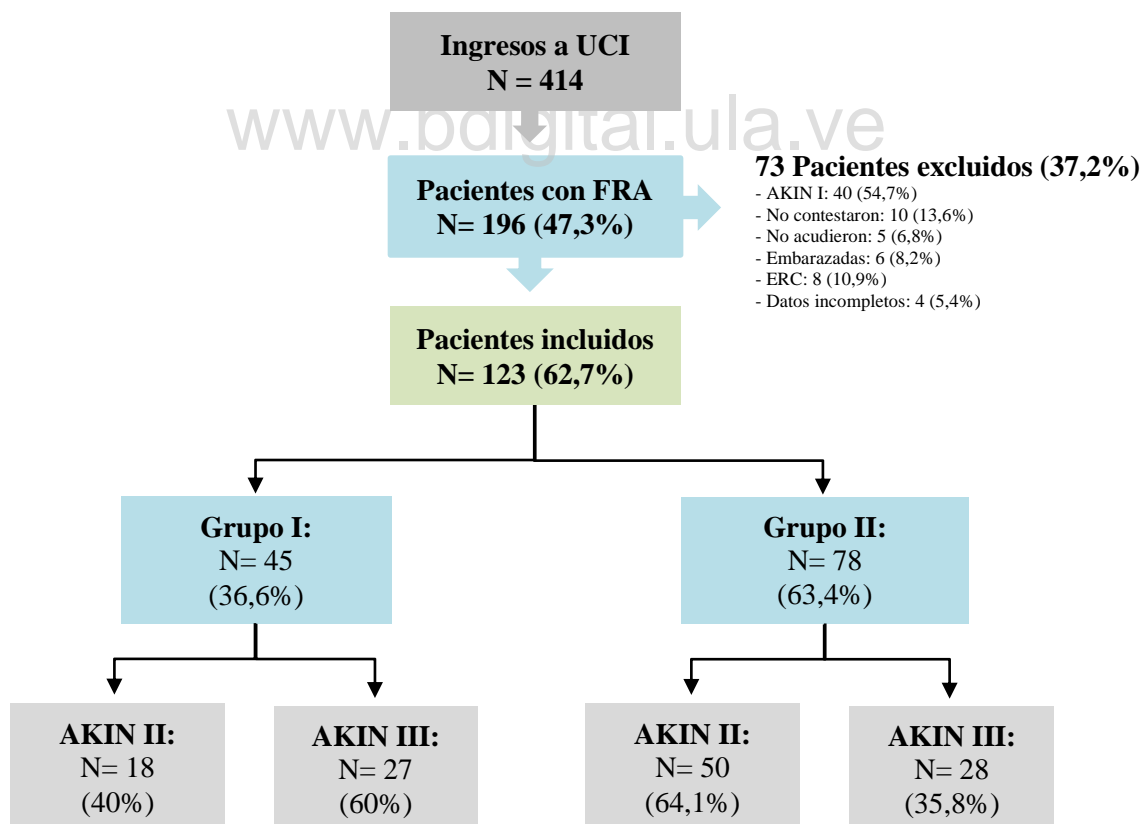 Ingresos a UCI
N = 414
www.bdigital.ula.ve
Pacientes con FRA
N= 196 (47,3%)
73 Pacientes excluidos (37,2%)
- AKIN I: 40 (54,7%)
- No contestaron: 10 (13,6%)
- No acudieron: 5 (6,8%)
- Embarazadas: 6 (8,2%)
- ERC: 8 (10,9%)
- Datos incompletos: 4 (5,4%)
Pacientes incluidos
N= 123 (62,7%)
Grupo I:
N= 45
(36,6%)
Grupo II:
N= 78
(63,4%)
AKIN II:
N= 18
(40%)
AKIN III:
N= 27
(60%)
AKIN II:
N= 50
(64,1%)
AKIN III:
N= 28
(35,8%)